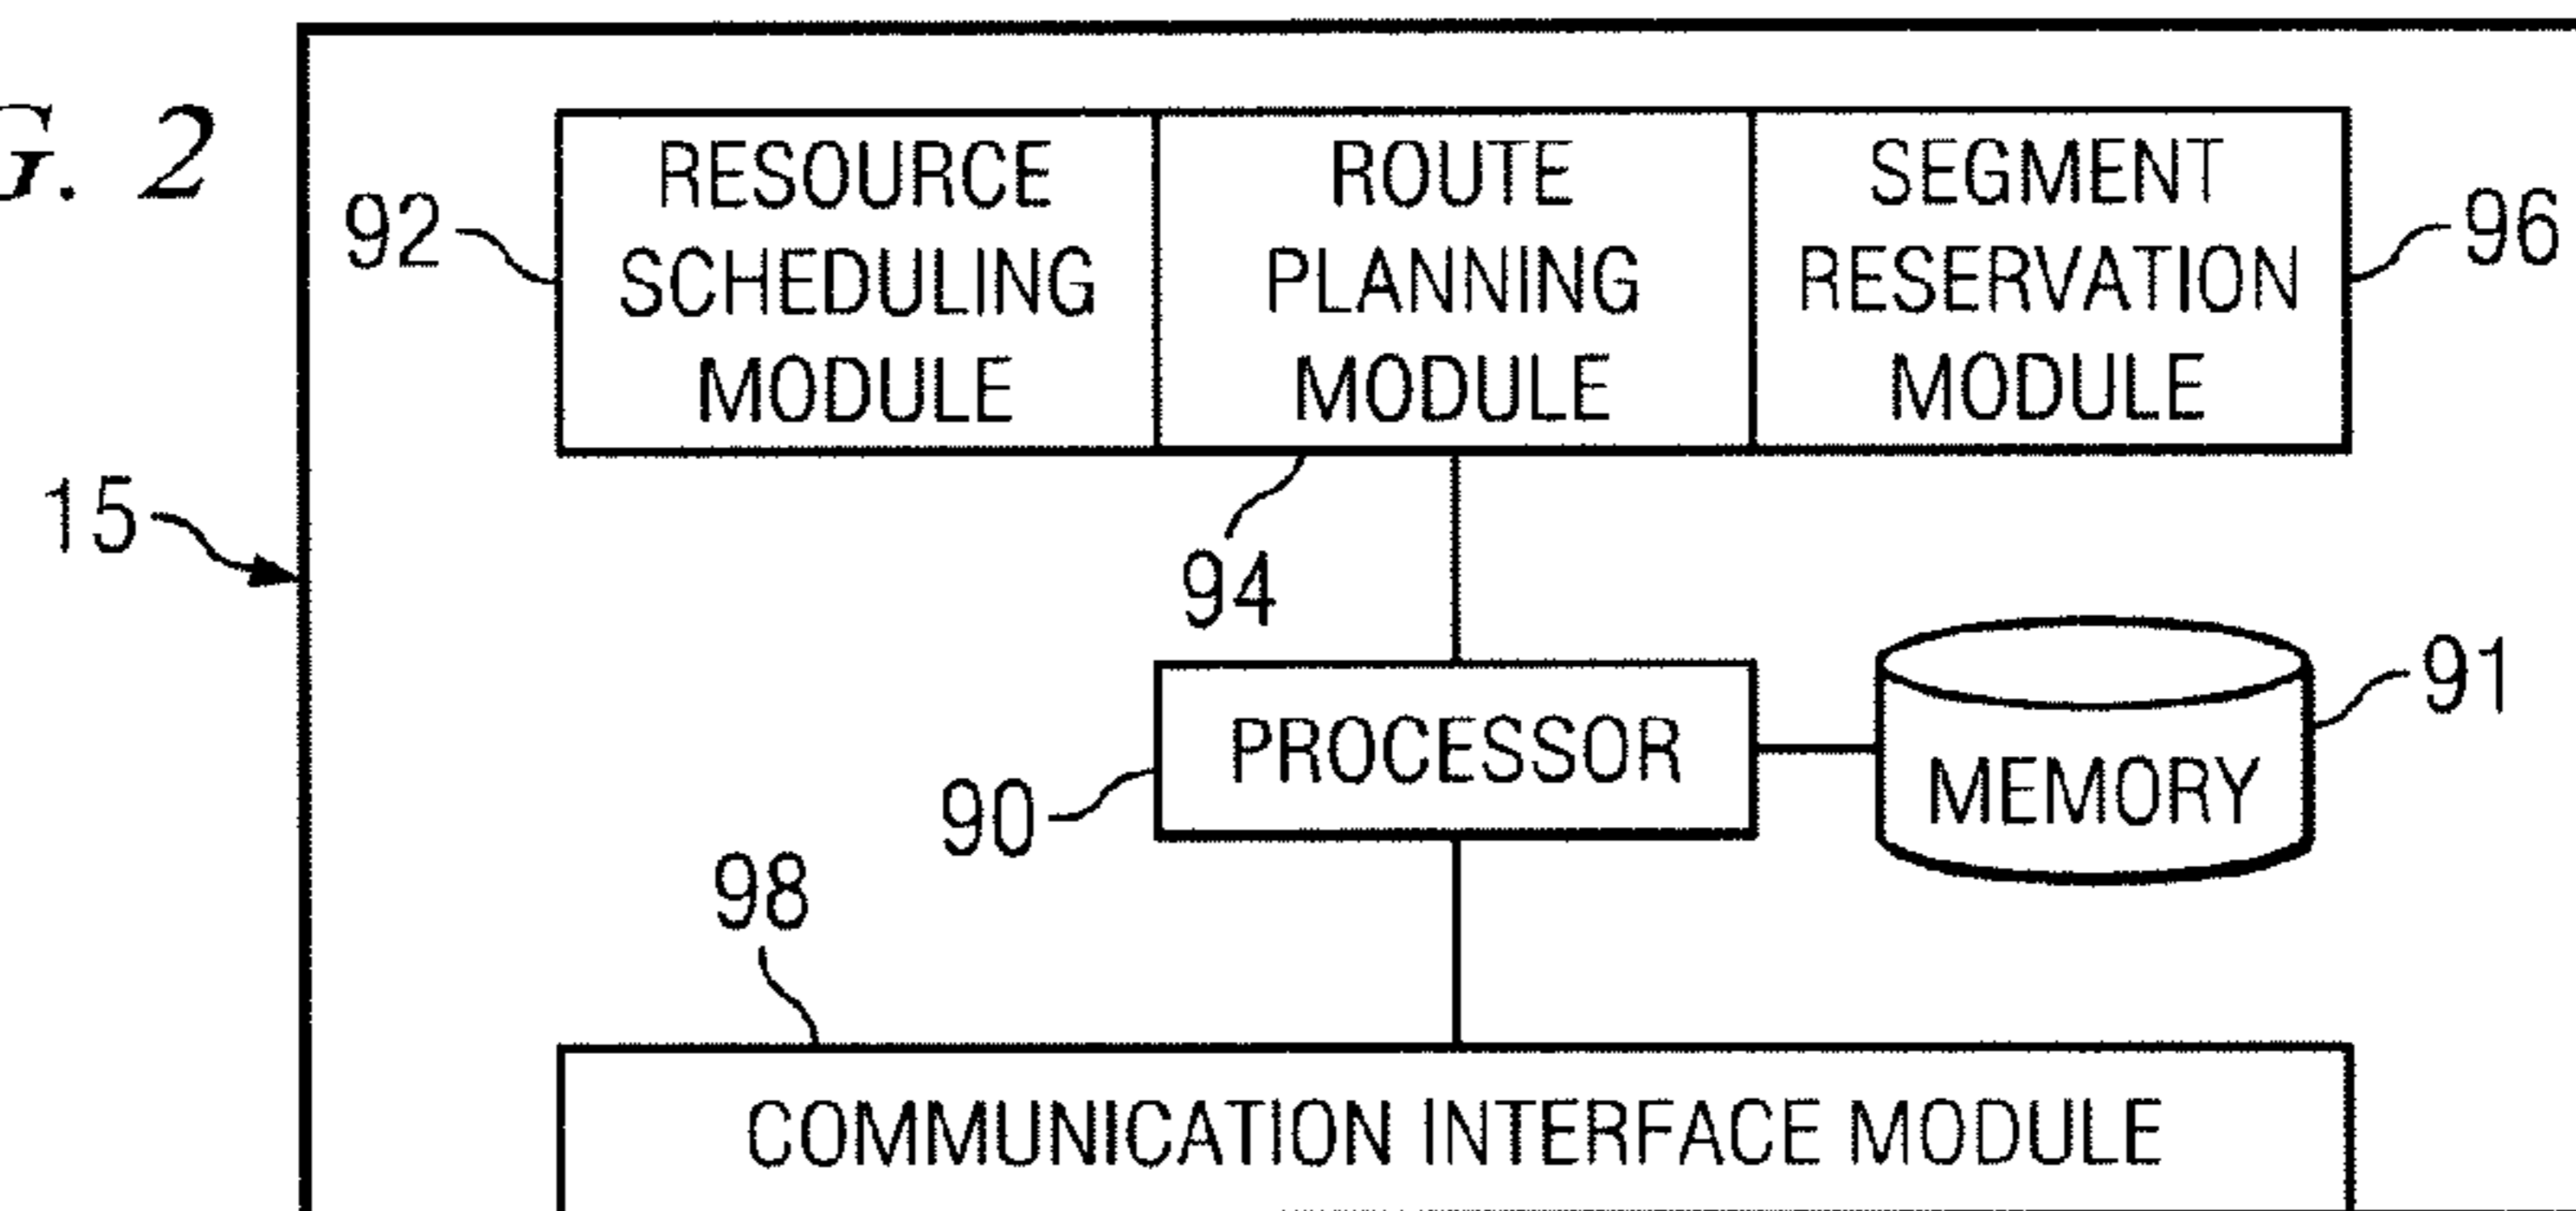 G. 2
RESOURCE
SCHEDULING
MODULE
ROUTE
PLANNING
MODULE
SEGMENT
RESERVATION
MODULE
92
96
15
94
91
PROCESSOR
MEMORY
90
98
COMMUNICATION INTERFACE MODULE